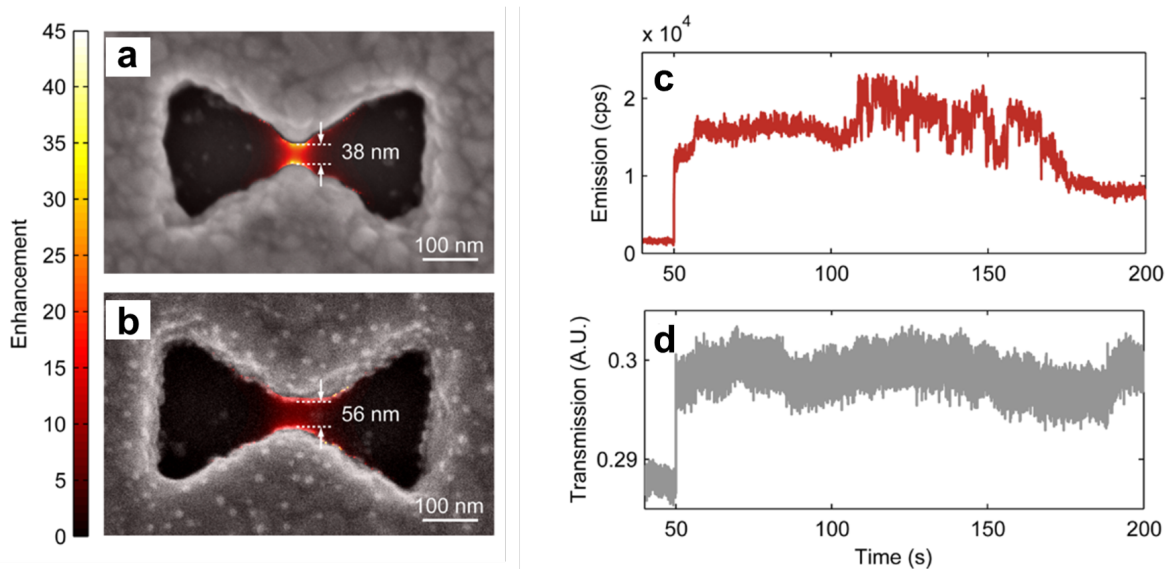 45
40
35
30
25
20
15
10
5
0
Enhancement
a
38 nm
100 nm
b
56 nm
100 nm
x 10⁴
c
2
1
0
Emission (cps)
50 100 150 200
d
0.3
0.29
Transmission (A.U.)
50 100 150 200
Time (s)